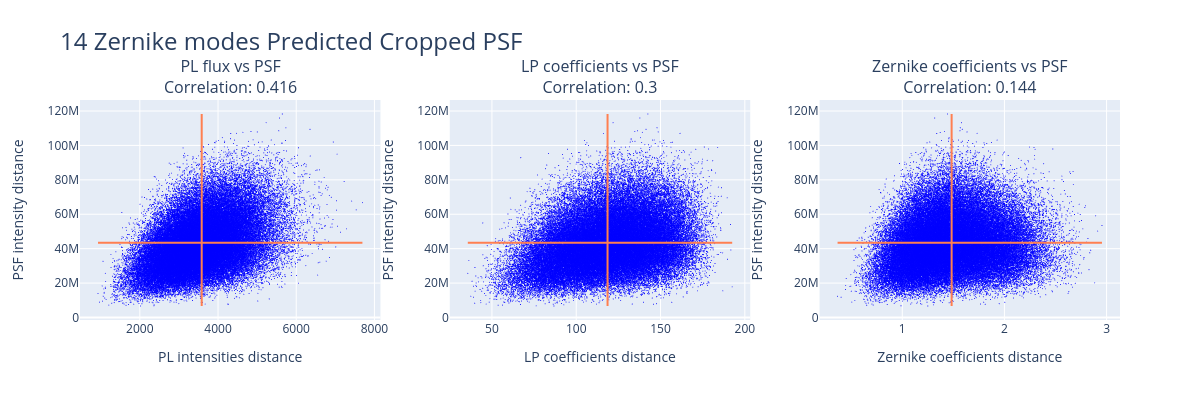 14 Zernike modes Predicted Cropped PSF
PL flux vs PSF
Correlation: 0.416
LP coefficients vs PSF
Correlation: 0.3
Zernike coefficients vs PSF
Correlation: 0.144
PSF Intensity distance
120M
100M
80M
60M
40M
20M
0
2000
4000
6000
8000
PL intensities distance
PSF Intensity distance
120M
100M
80M
60M
40M
20M
0
50
100
150
200
LP coefficients distance
PSF Intensity distance
120M
100M
80M
60M
40M
20M
0
1
2
3
Zernike coefficients distance